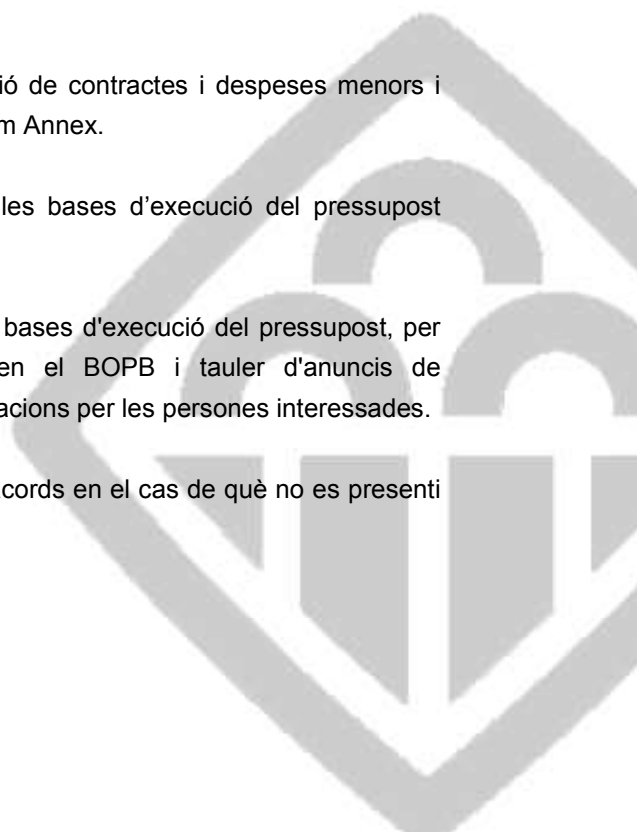 ió de contractes i despeses menors i
m Annex.
les bases d’execució del pressupost
bases d'execució del pressupost, per
en el BOPB i tauler d'anuncis de
acions per les persones interessades.
cords en el cas de què no es presenti